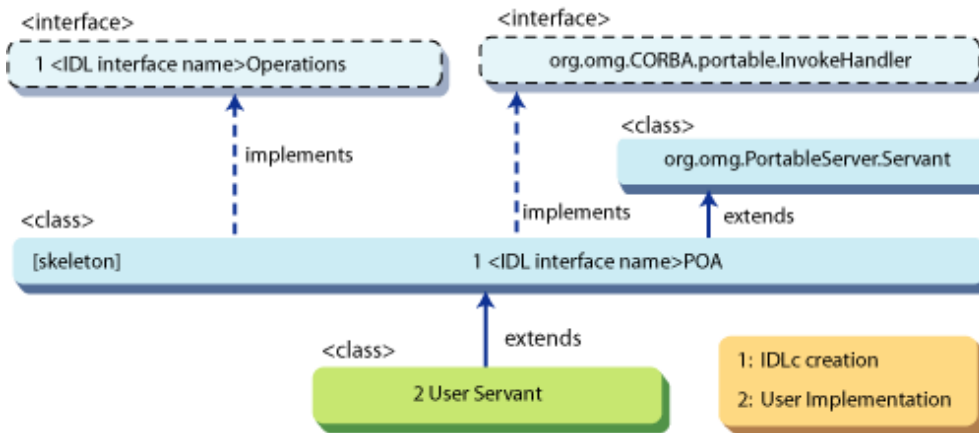 <interface>
1 <IDL interface name>Operations
<interface>
org.omg.CORBA.portable.InvokeHandler
<class>
org.omg.PortableServer.Servant
implements
implements
extends
<class>
[skeleton]
1 <IDL interface name>POA
extends
<class>
2 User Servant
1: IDLc creation
2: User Implementation